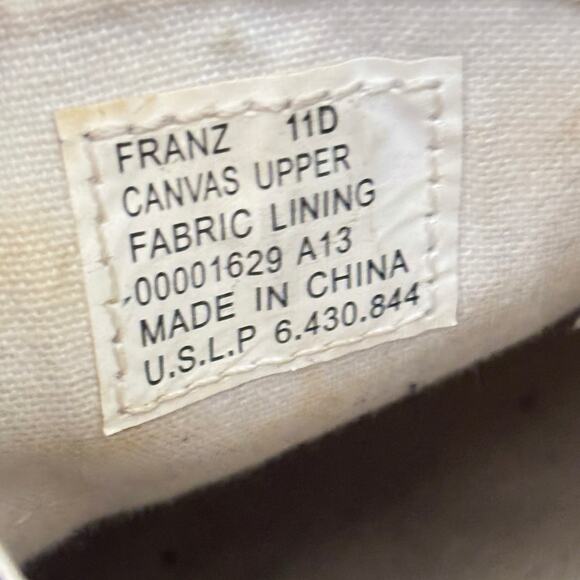 FRANZ 11D
CANVAS UPPER
FABRIC LINING
-00001629 A13
MADE IN CHINA
U.S.L.P 6.430.844